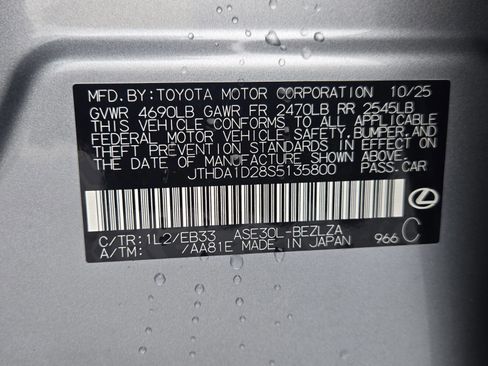 MFD.BY:TOYOTA MOTOR CORPORATION 10/25
GVWR 4690LB GAWR FR 2470LB RR 2545LB
THIS VEHICLE CONFORMS TO ALL APPLICABLE
FEDERAL MOTOR VEHICLE SAFETY,BUMPER,AND
THEFT PREVENTION STANDARDS IN EFFECT ON
THE DATE OF MANUFACTURE SHOWN ABOVE.
JTHDA1D28S5135800 PASS.CAR
C/TR:1L2/EB33 ASE30L-BEZLZA
A/TM: /AA81E MADE IN JAPAN 966 C